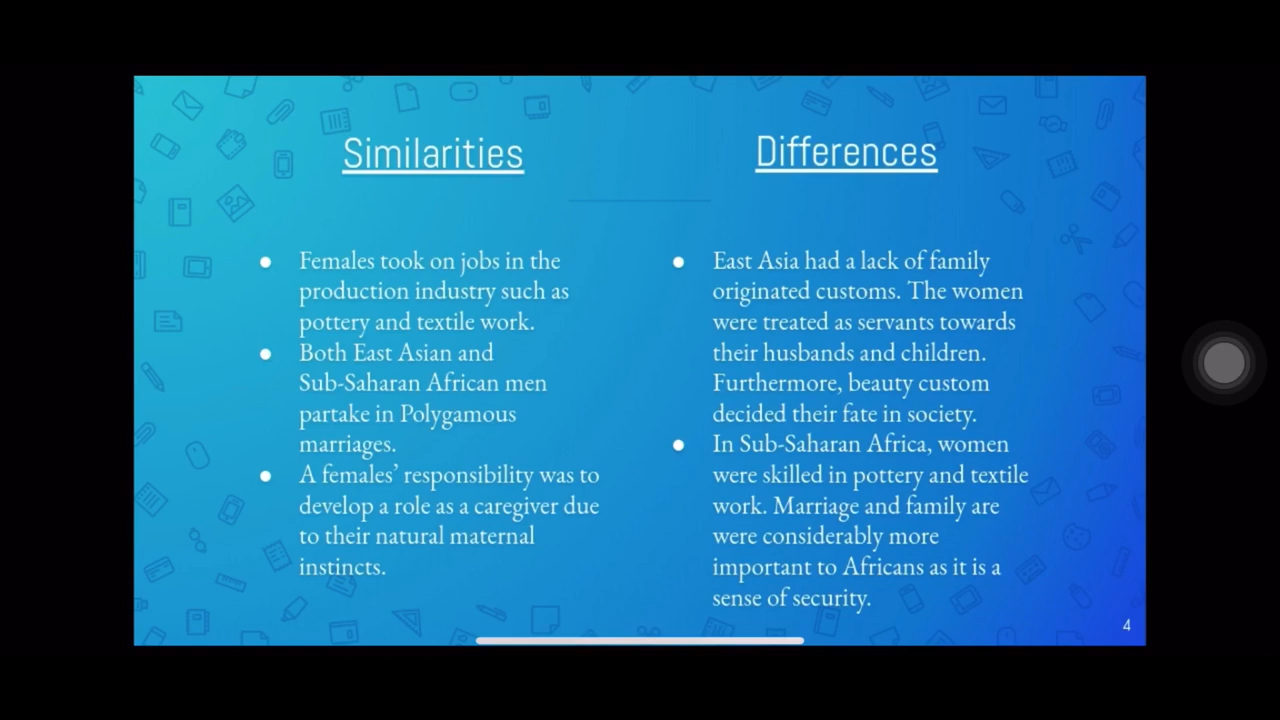 Similarities
Females took on jobs in the
production industry such as
pottery and textile work.
Both East Asian and
Sub-Saharan African men
partake in Polygamous
marriages.
A females’ responsibility was to
develop a role as a caregiver due
to their natural maternal
instincts.
Differences
East Asia had a lack of family
originated customs. The women
were treated as servants towards
their husbands and children.
Furthermore, beauty custom
decided their fate in society.
In Sub-Saharan Africa, women
were skilled in pottery and textile
work. Marriage and family are
were considerably more
important to Africans as it is a
sense of security.
4